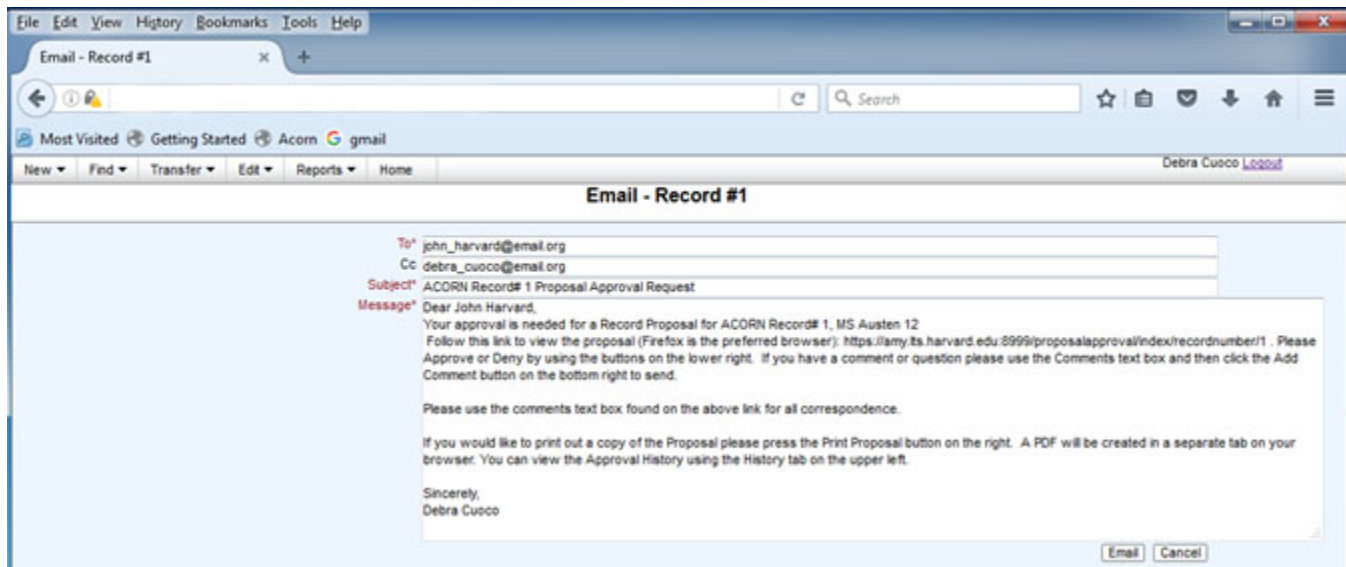 File Edit View History Bookmarks Tools Help
Email - Record #1
Search
Most Visited Getting Started Acorn gmail
New Find Transfer Edit Reports Home Debra Cuoco Logout
Email - Record #1
To* john_harvard@email.org
Cc debra_cuoco@email.org
Subject* ACORN Record# 1 Proposal Approval Request
Message* Dear John Harvard,
Your approval is needed for a Record Proposal for ACORN Record# 1, MS Austen 12
Follow this link to view the proposal (Firefox is the preferred browser): https://amy.lts.harvard.edu:8999/proposalapproval/index/recordnumber/1 . Please
Approve or Deny by using the buttons on the lower right. If you have a comment or question please use the Comments text box and then click the Add
Comment button on the bottom right to send.
Please use the comments text box found on the above link for all correspondence.
If you would like to print out a copy of the Proposal please press the Print Proposal button on the right. A PDF will be created in a separate tab on your
browser. You can view the Approval History using the History tab on the upper left.
Sincerely,
Debra Cuoco
Email Cancel